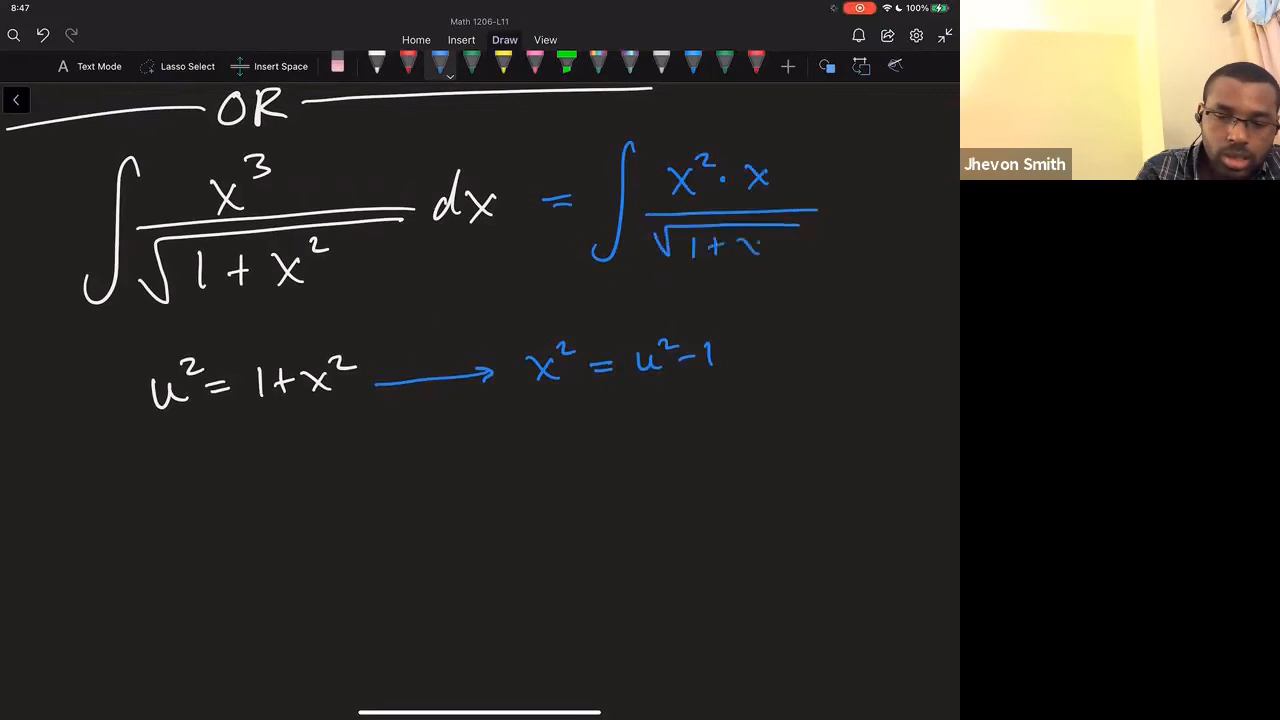 8:47
100%
Math 1206-L11
Home Insert Draw View
Text Mode Lasso Select Insert Space
OR
∫ x³/√(1+x²) dx = ∫ x²·x/√(1+x
u² = 1+x² → x² = u²-1
Jhevon Smith